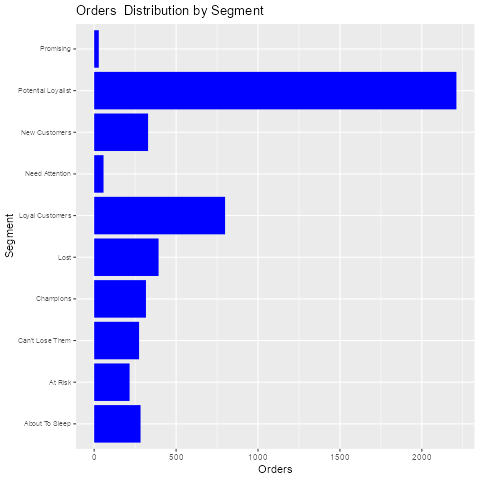 Orders  Distribution by Segment
Promising
Potential Loyalist
New Customers
Need Attention
Loyal Customers
Lost
Champions
Can't Lose Them
At Risk
About To Sleep
Segment
0 500 1000 1500 2000
Orders